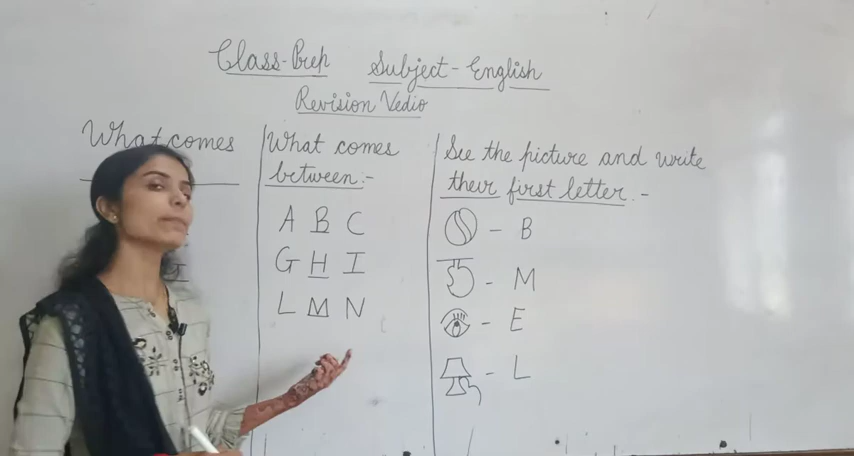 Class-Prep Subject-English
Revision Vedio
What comes
What comes
between:-
A B C
G H I
L M N
See the picture and write
their first letter.-
- B
- M
- E
- L